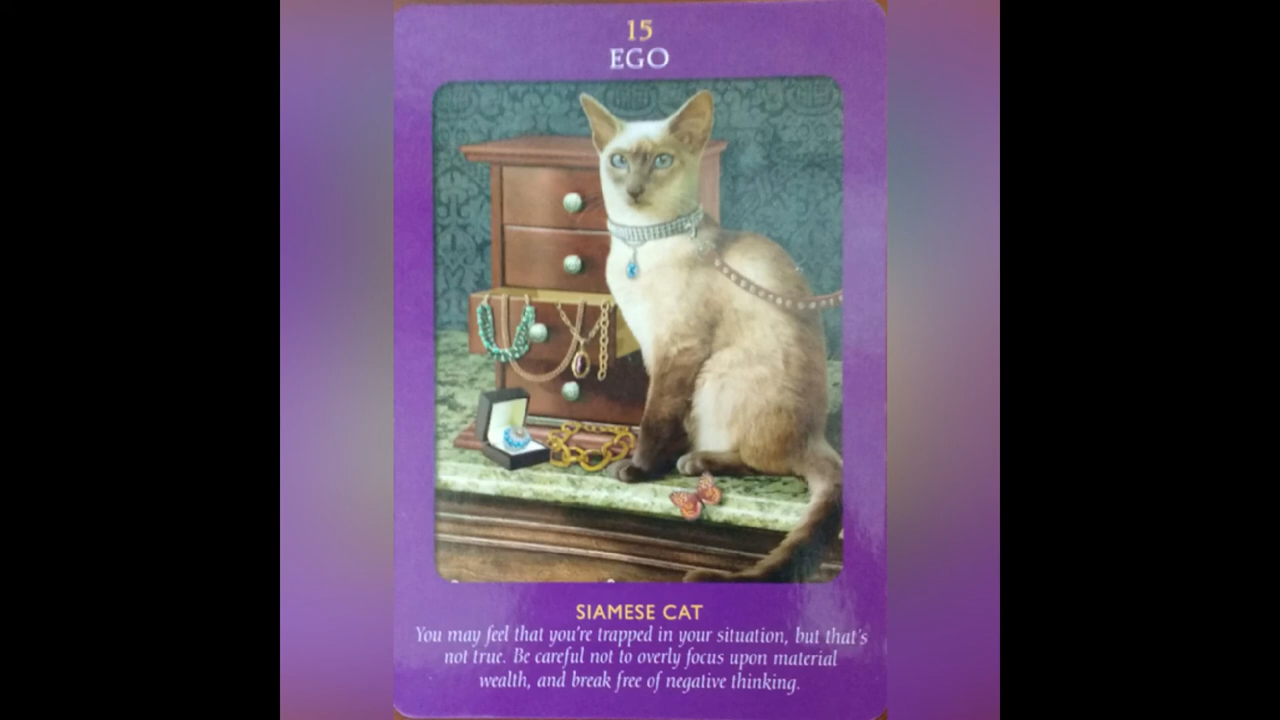 15
EGO
SIAMESE CAT
You may feel that you're trapped in your situation, but that's
not true. Be careful not to overly focus upon material
wealth, and break free of negative thinking.